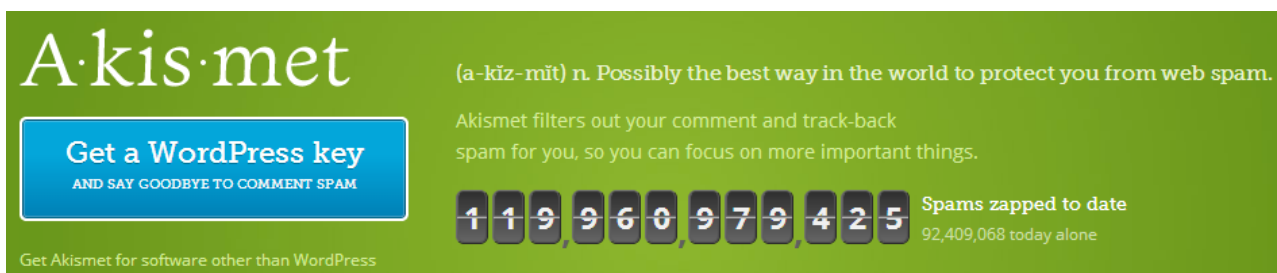 A·kis·met
(a-kĭz-mĭt) n. Possibly the best way in the world to protect you from web spam.
Get a WordPress key
AND SAY GOODBYE TO COMMENT SPAM
Akismet filters out your comment and track-back
spam for you, so you can focus on more important things.
119,960,979,425 Spams zapped to date
92,409,068 today alone
Get Akismet for software other than WordPress